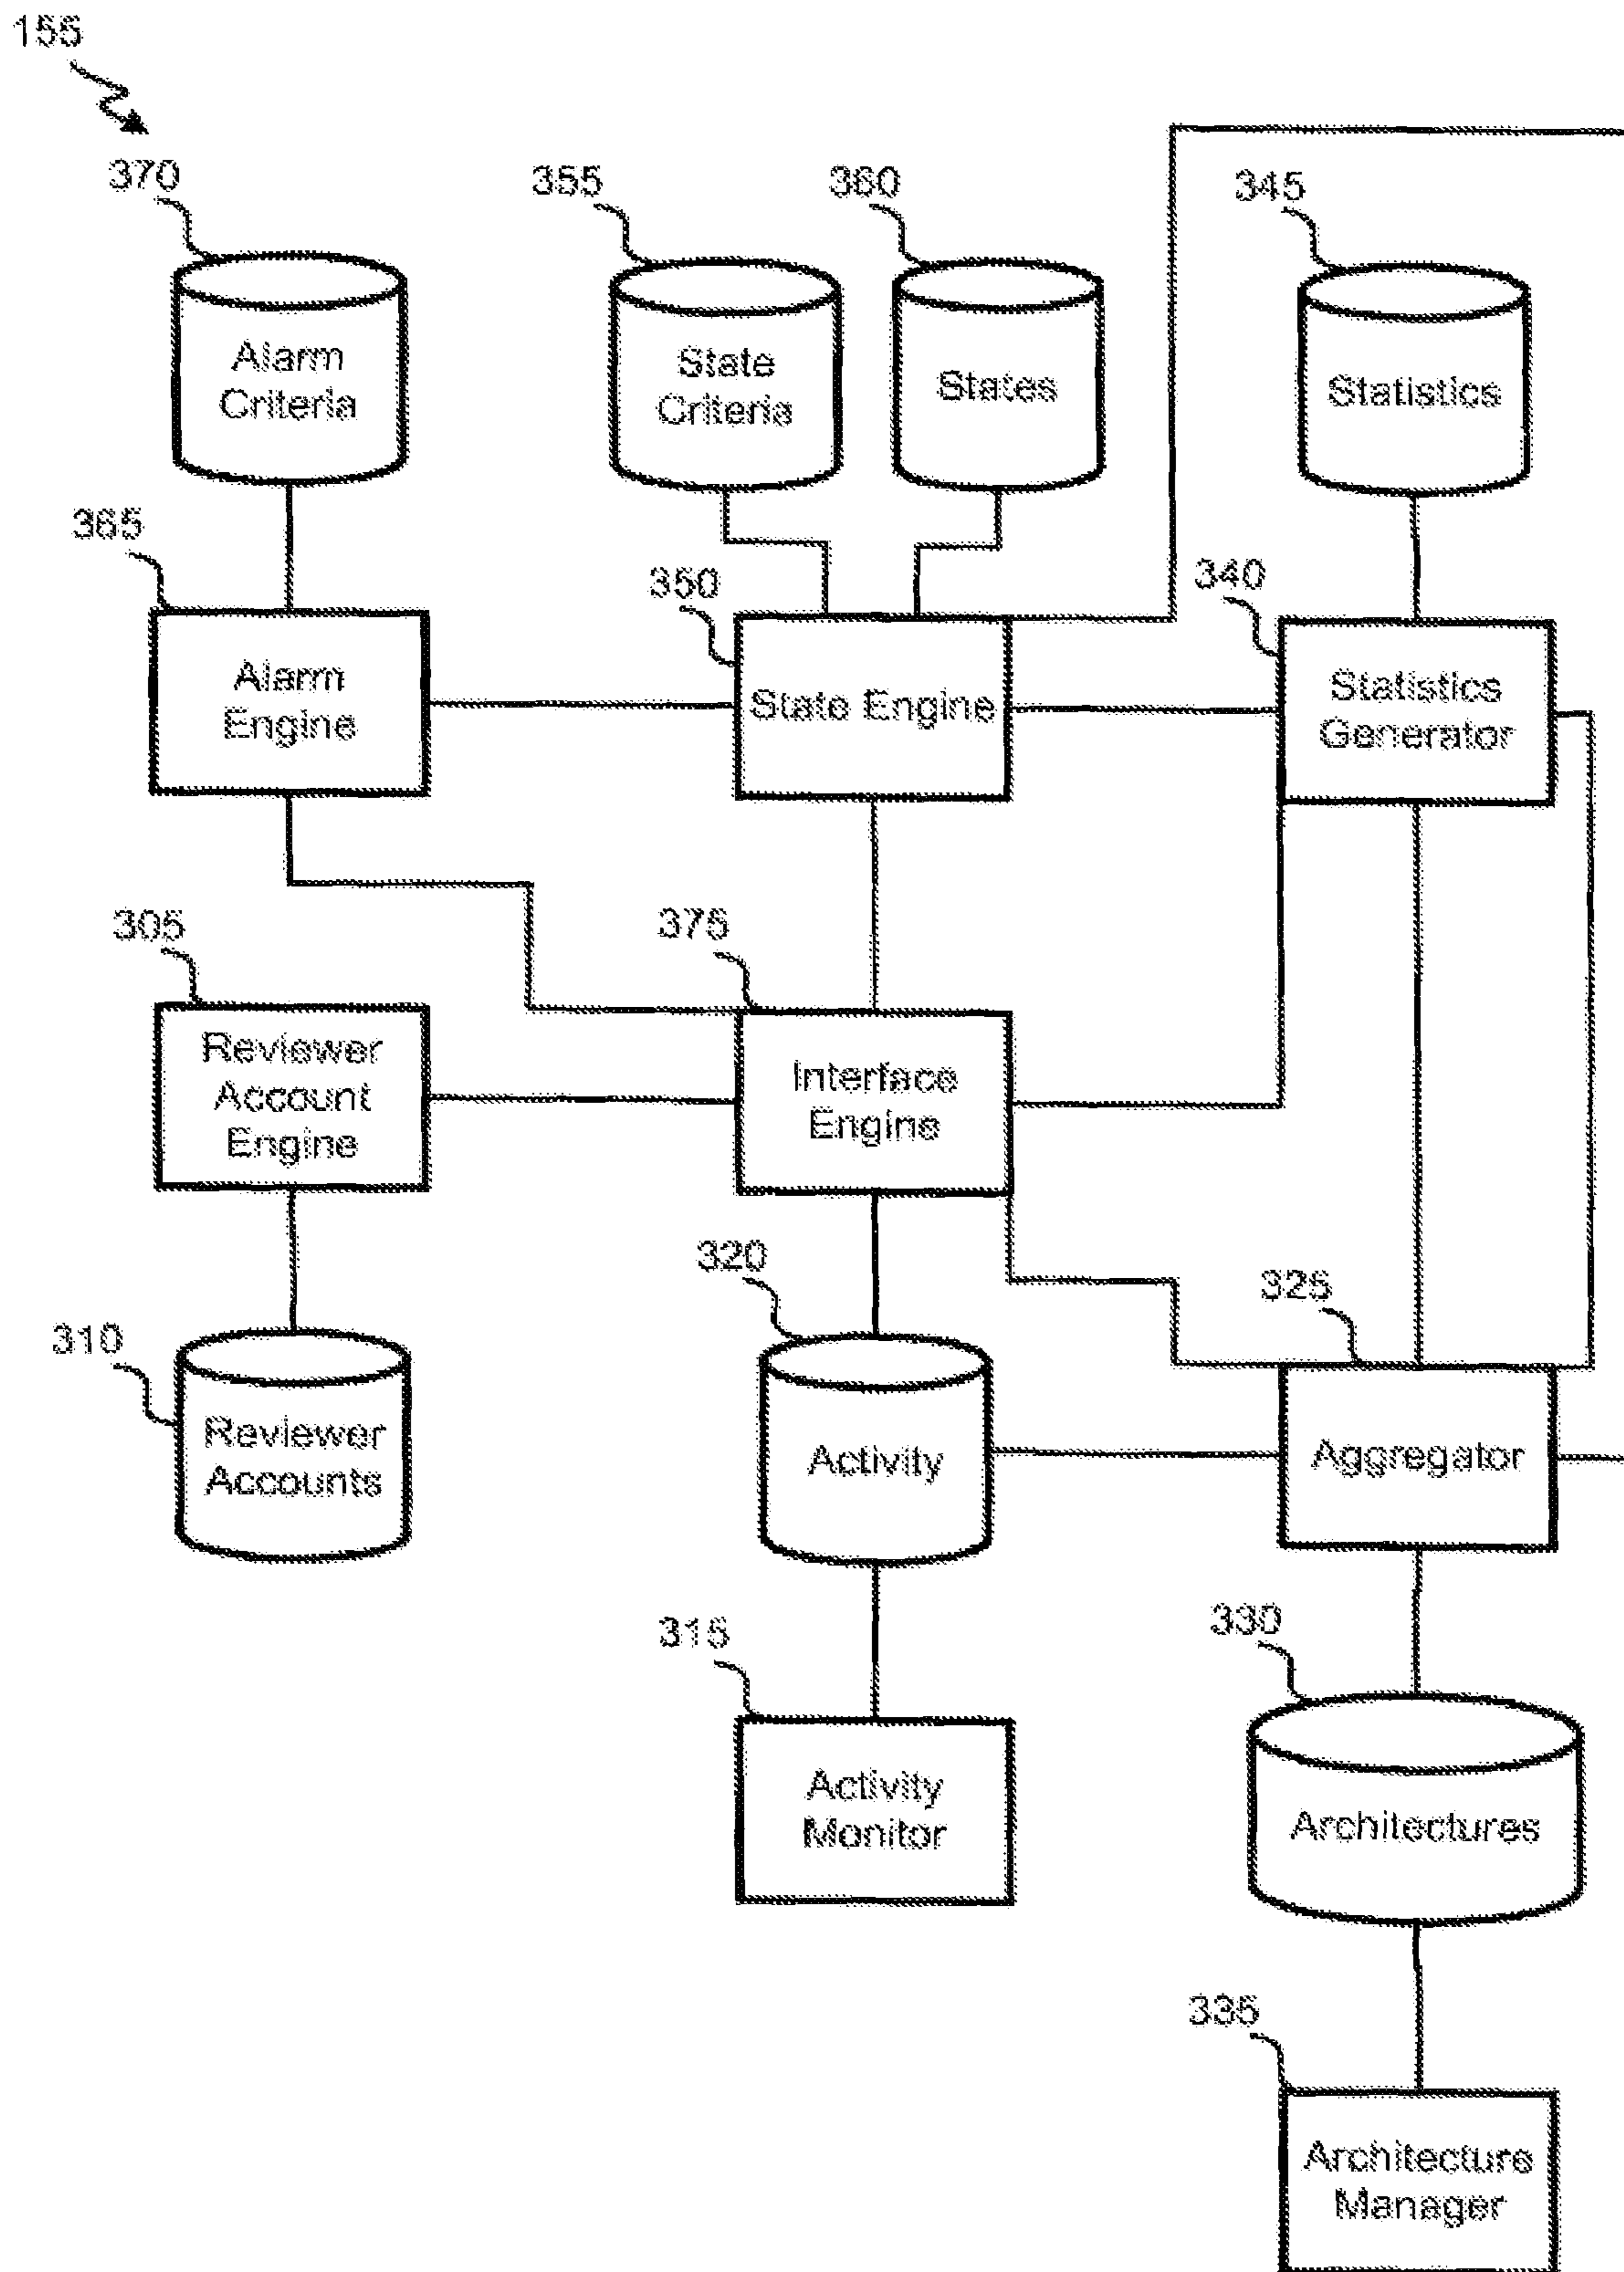 155
370
355
360
345
Alarm
Criteria
State
Criteria
States
Statistics
365
350
340
Alarm
Engine
State Engine
Statistics
Generator
305
375
Reviewer
Account
Engine
Interface
Engine
320
325
310
Reviewer
Accounts
Activity
Aggregator
315
330
Activity
Monitor
Architectures
335
Architecture
Manager